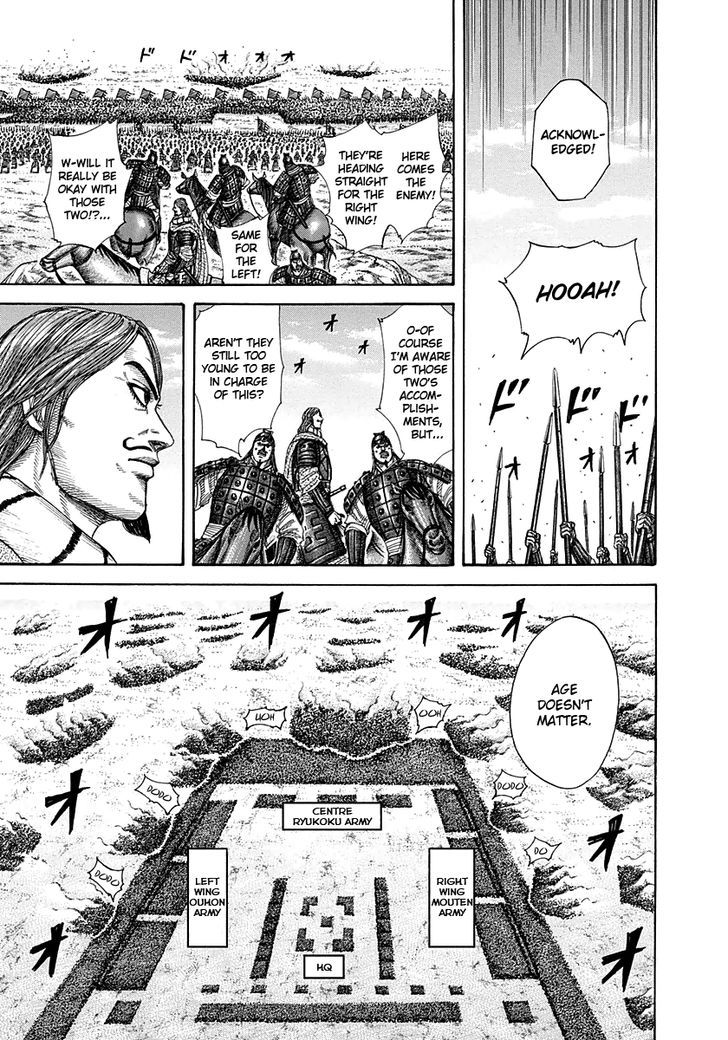 ACKNOWL-
EDGED!
HOOAH!
ドド
オォ
ドドォオォ
HERE
COMES
THE
ENEMY!
THEY'RE
HEADING
STRAIGHT
FOR THE
RIGHT
WING!
SAME
FOR THE
LEFT!
W-WILL IT
REALLY BE
OKAY WITH
THOSE
TWO!?...
オォ
O-OF
COURSE
I'M AWARE
OF THOSE
TWO'S
ACCOM-
PLISH-
MENTS,
BUT...
AREN'T THEY
STILL TOO
YOUNG TO BE
IN CHARGE
OF THIS?
AGE
DOESN'T
MATTER.
オ
オ
オ
オ
UOH
OOH
DODO
DODO
オ
オ
DODO
DO
CENTRE
RYUKOKU ARMY
LEFT
WING
OUHON
ARMY
RIGHT
WING
MOUTEN
ARMY
HQ
オ
オ